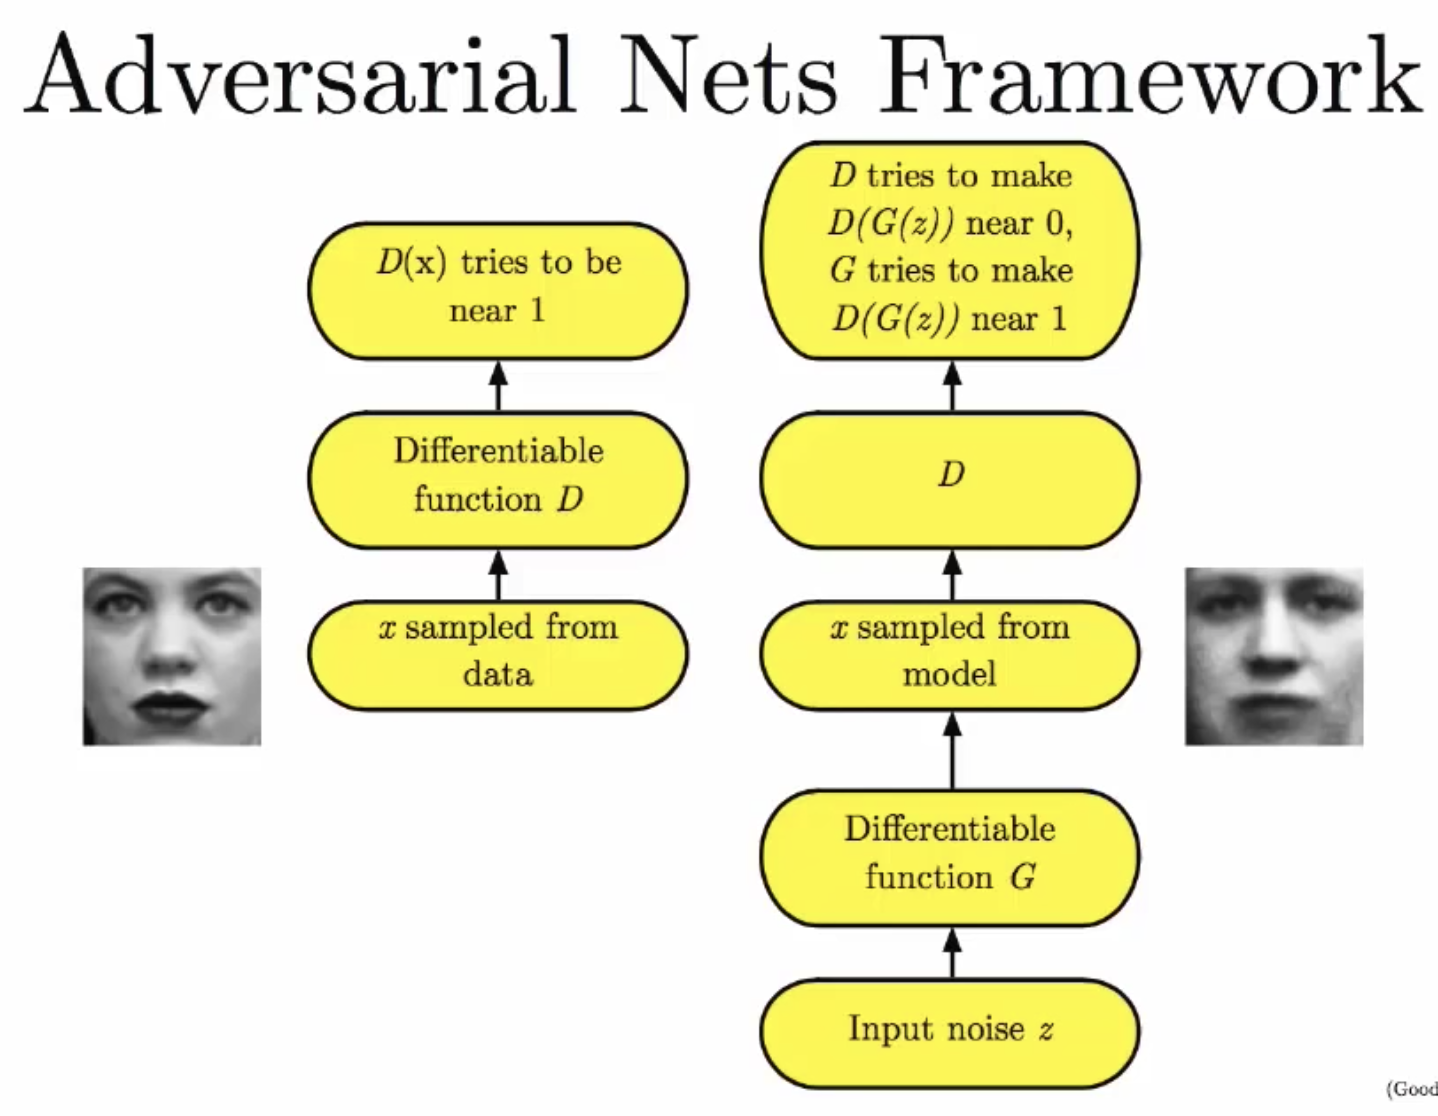 Adversarial Nets Framework
D(x) tries to be
near 1
Differentiable
function D
x sampled from
data
D tries to make
D(G(z)) near 0,
G tries to make
D(G(z)) near 1
D
x sampled from
model
Differentiable
function G
Input noise z
(Good